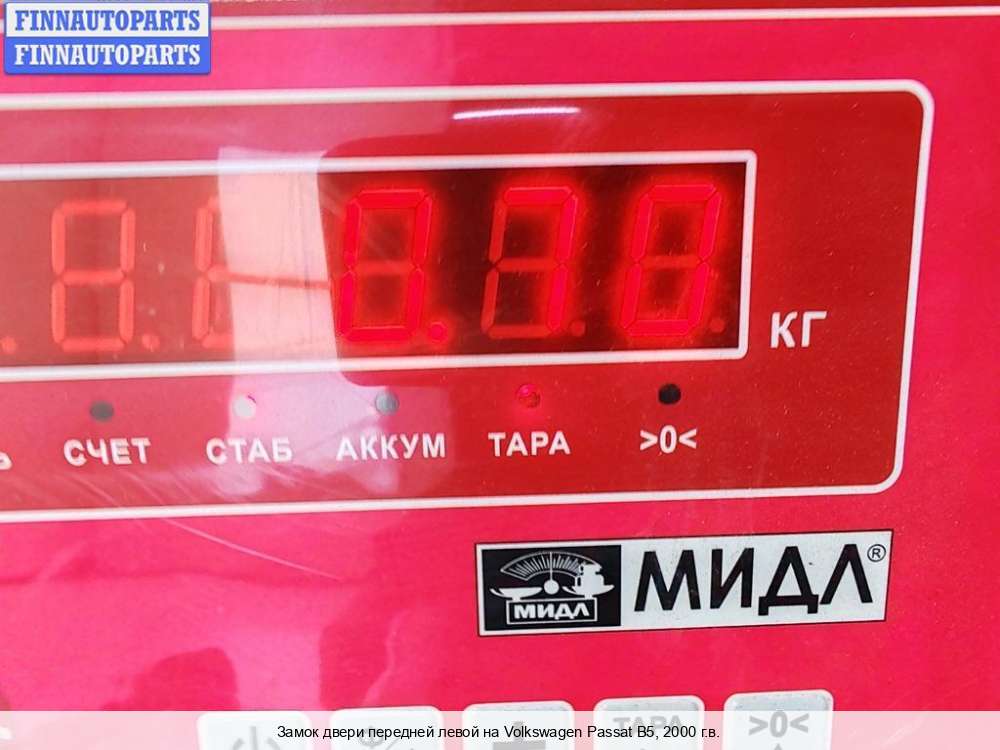 FINNAUTOPARTS
FINNAUTOPARTS
0.70
КГ
СЧЕТ СТАБ АККУМ ТАРА >0<
МИДЛ МИДЛ®
ТАРА >0<
Замок двери передней левой на Volkswagen Passat B5, 2000 г.в.